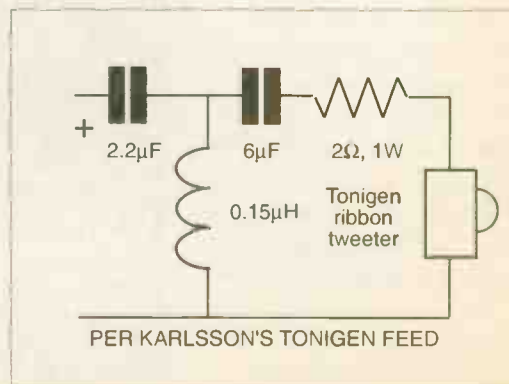 +
2.2µF
6µF
2Ω, 1W
0.15µH
Tonigen
ribbon
tweeter
PER KARLSSON'S TONIGEN FEED